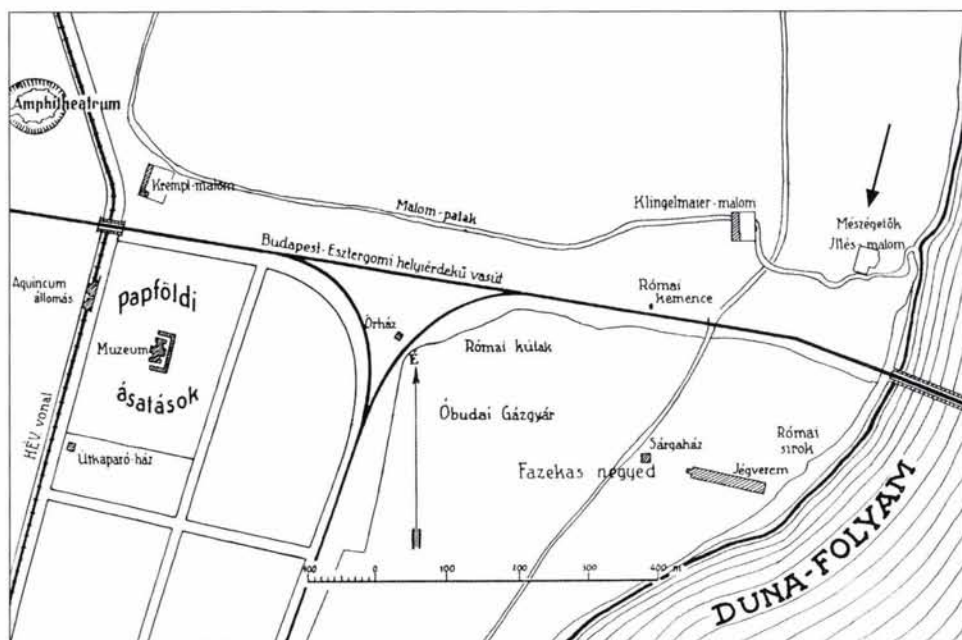 Amphitheatrum
Krempl-malom
Malom-patak
Klingelmaier-malom
Mészégetők
Illés-malom
Budapest-Esztergomi helyiérdekű vasút
Aquincum
állomás
papföldi
Muzeum
ásatások
HÉV. vonal
Útkaparó-ház
Őrház
É
Római kutak
Római
kemence
Óbudai Gázgyár
Fazekas negyed
Sárgaház
Jégverem
Római
sirok
100 0 100 200 300 400 m
DUNA-FOLYAM